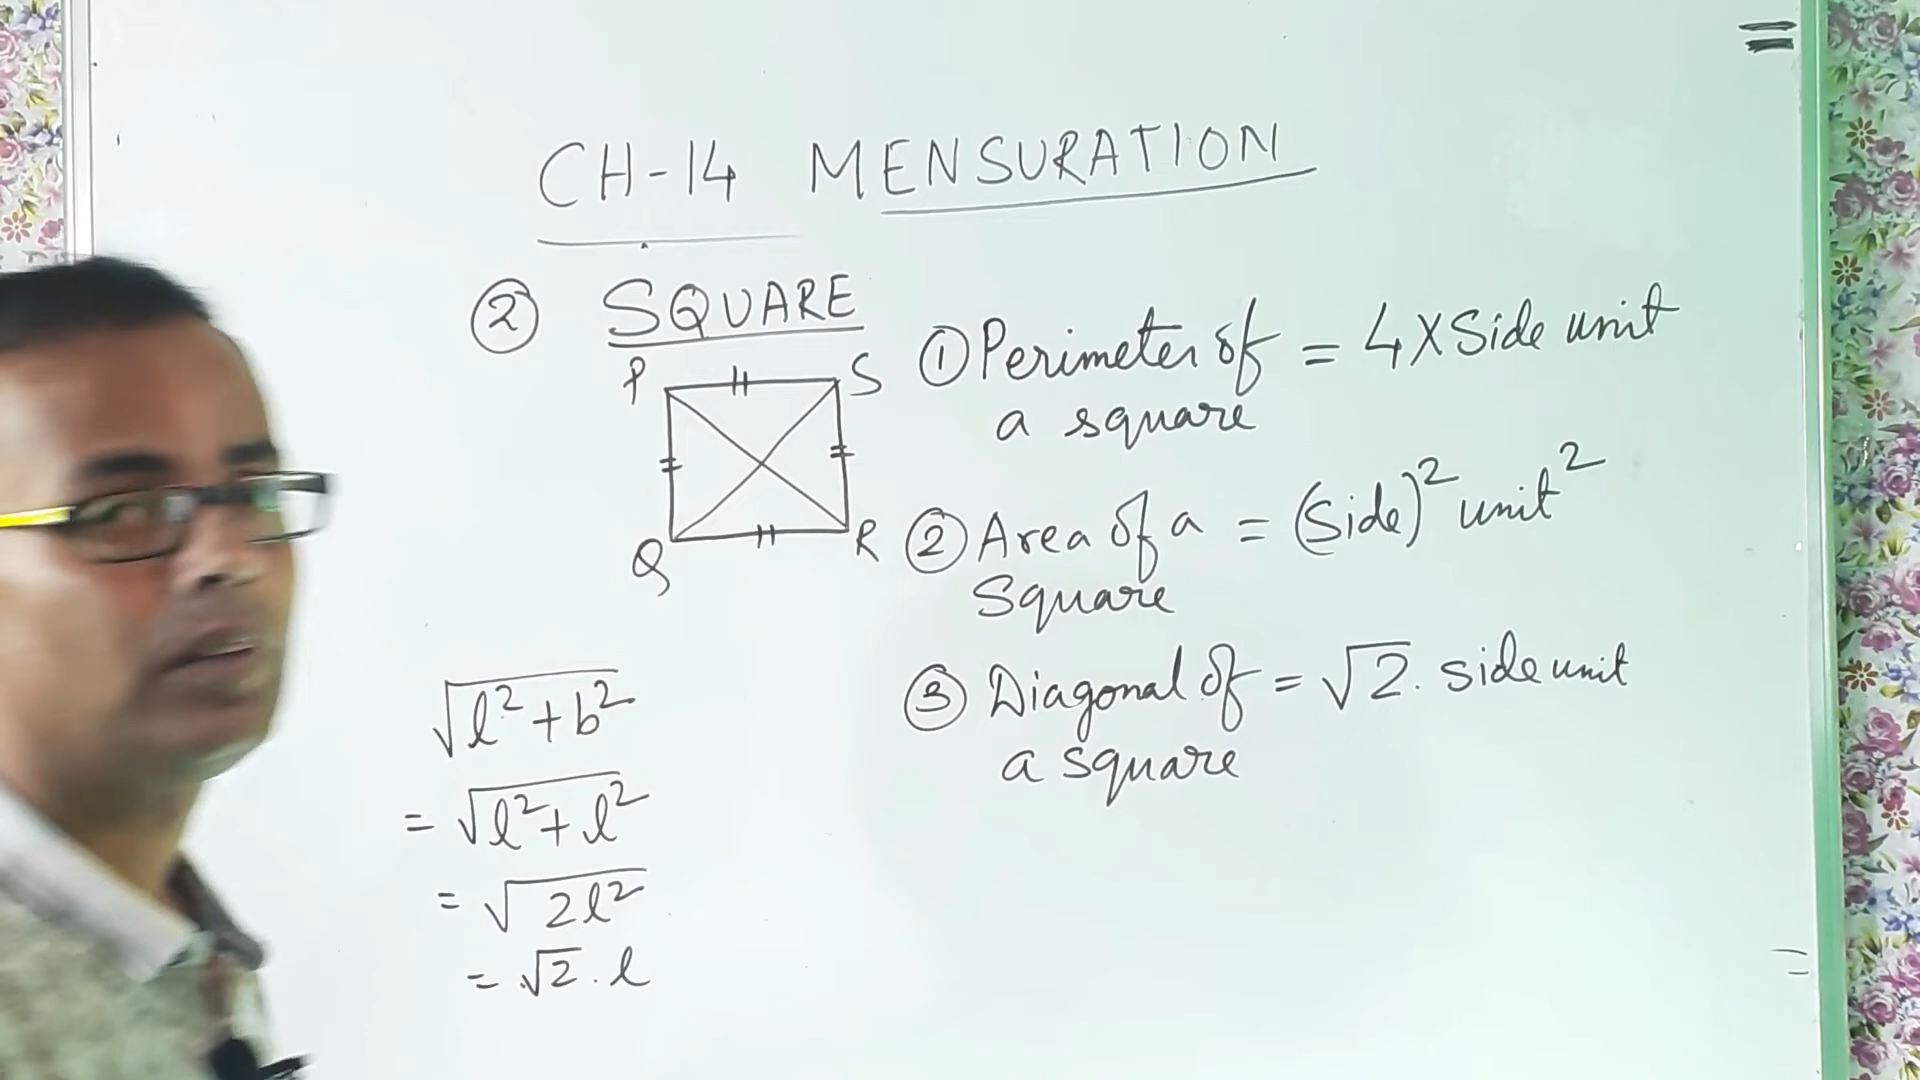 CH-14 MENSURATION
② SQUARE
P S
Q R
① Perimeter of = 4 X Side unit
a square
② Area of a = (Side)² unit²
Square
③ Diagonal of = √2. side unit
a square
√l²+b²
= √l²+l²
= √2l²
= √2 . l